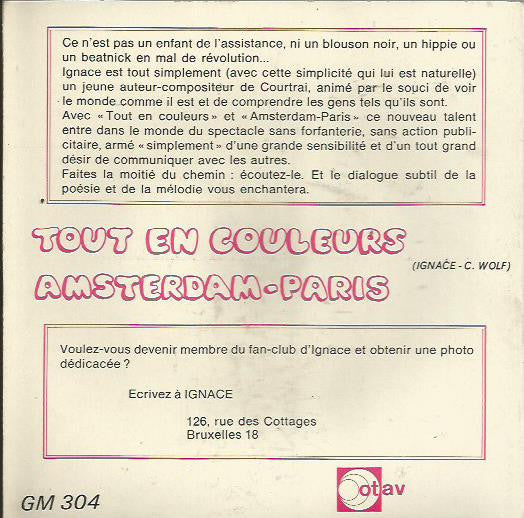 Ce n'est pas un enfant de l'assistance, ni un blouson noir, un hippie ou
un beatnick en mal de révolution...
Ignace est tout simplement (avec cette simplicité qui lui est naturelle)
un jeune auteur-compositeur de Courtrai, animé par le souci de voir
le monde comme il est et de comprendre les gens tels qu'ils sont.
Avec «Tout en couleurs» et «Amsterdam-Paris» ce nouveau talent
entre dans le monde du spectacle sans forfanterie, sans action publi-
citaire, armé «simplement» d'une grande sensibilité et d'un tout grand
désir de communiquer avec les autres.
Faites la moitié du chemin : écoutez-le. Et le dialogue subtil de la
poésie et de la mélodie vous enchantera.
TOUT EN COULEURS
(IGNACE - C. WOLF)
AMSTERDAM-PARIS
Voulez-vous devenir membre du fan-club d'Ignace et obtenir une photo
dédicacée ?
Ecrivez à IGNACE
126, rue des Cottages
Bruxelles 18
otav
GM 304